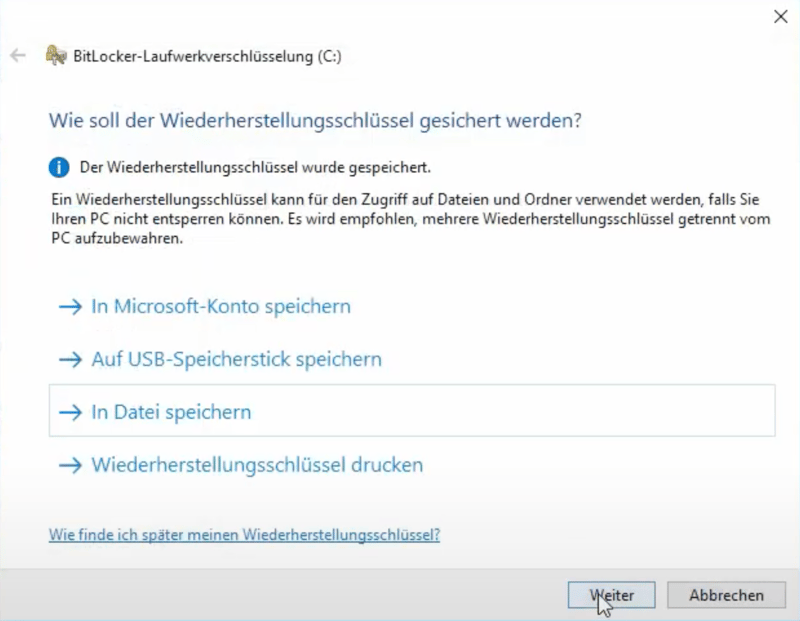 BitLocker-Laufwerkverschlüsselung (C:)
Wie soll der Wiederherstellungsschlüssel gesichert werden?
Der Wiederherstellungsschlüssel wurde gespeichert.
Ein Wiederherstellungsschlüssel kann für den Zugriff auf Dateien und Ordner verwendet werden, falls Sie
Ihren PC nicht entsperren können. Es wird empfohlen, mehrere Wiederherstellungsschlüssel getrennt vom
PC aufzubewahren.
In Microsoft-Konto speichern
Auf USB-Speicherstick speichern
In Datei speichern
Wiederherstellungsschlüssel drucken
Wie finde ich später meinen Wiederherstellungsschlüssel?
Weiter
Abbrechen